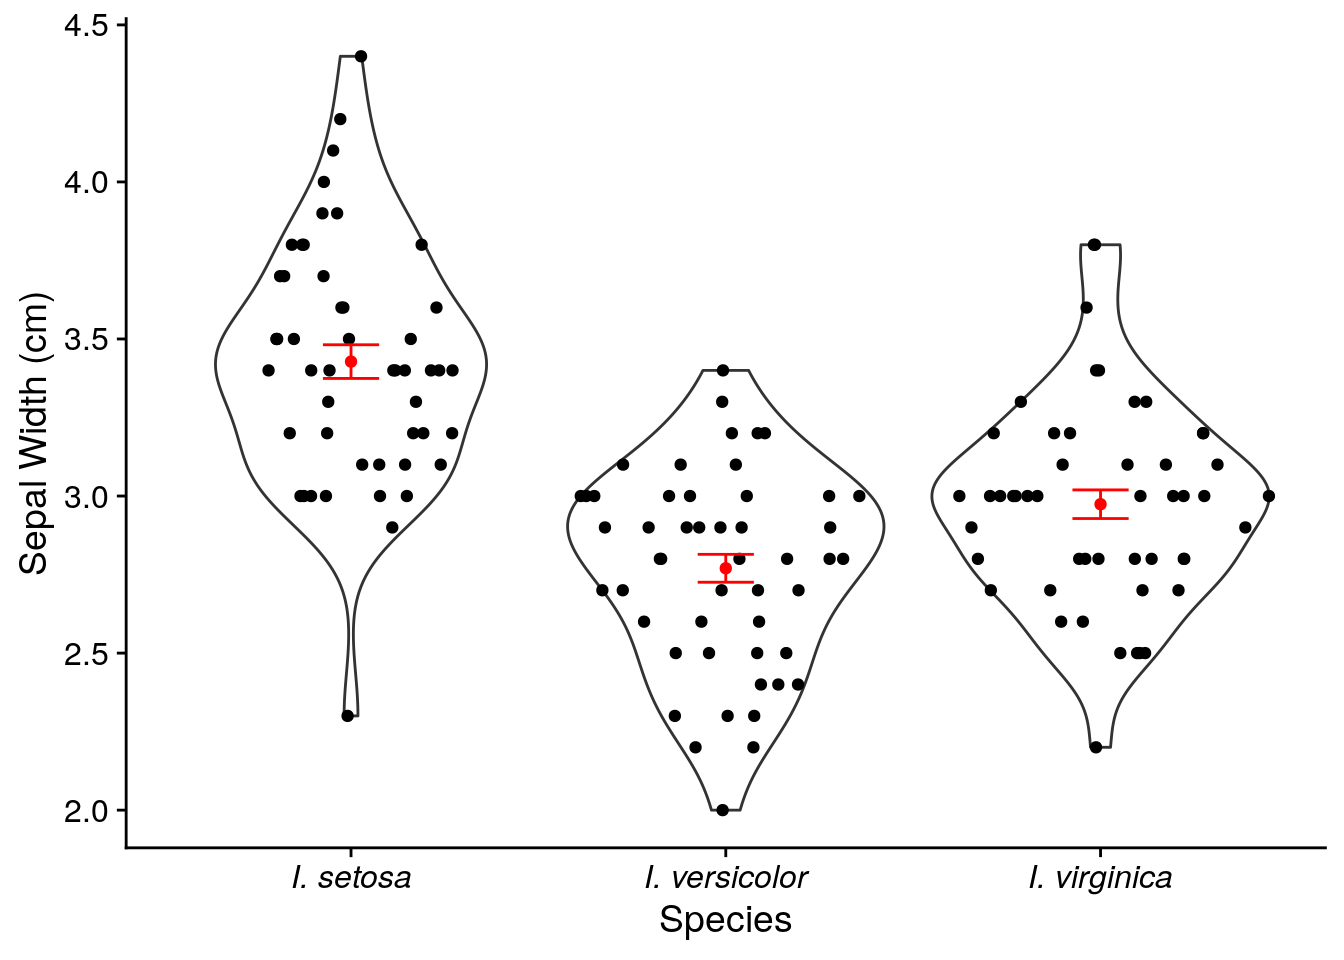 Sepal Width (cm)
4.5
4.0
3.5
3.0
2.5
2.0
I. setosa
I. versicolor
I. virginica
Species